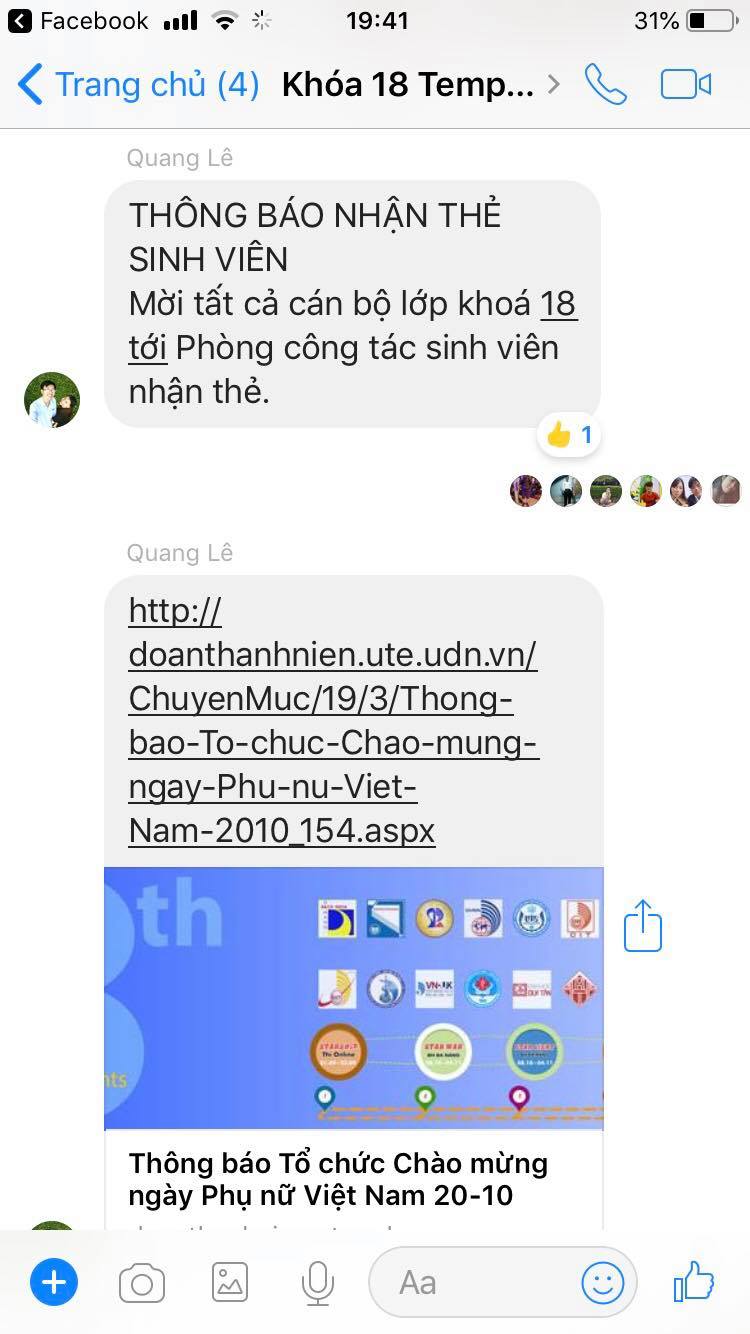 Facebook
19:41
31%
Trang chủ (4)
Khóa 18 Temp...
Quang Lê
THÔNG BÁO NHẬN THẺ
SINH VIÊN
Mời tất cả cán bộ lớp khoá 18
tới Phòng công tác sinh viên
nhận thẻ.
1
Quang Lê
http://
doanthanhnien.ute.udn.vn/
ChuyenMuc/19/3/Thong-
bao-To-chuc-Chao-mung-
ngay-Phu-nu-Viet-
Nam-2010_154.aspx
th
nts
Thông báo Tổ chức Chào mừng
ngày Phụ nữ Việt Nam 20-10
Aa